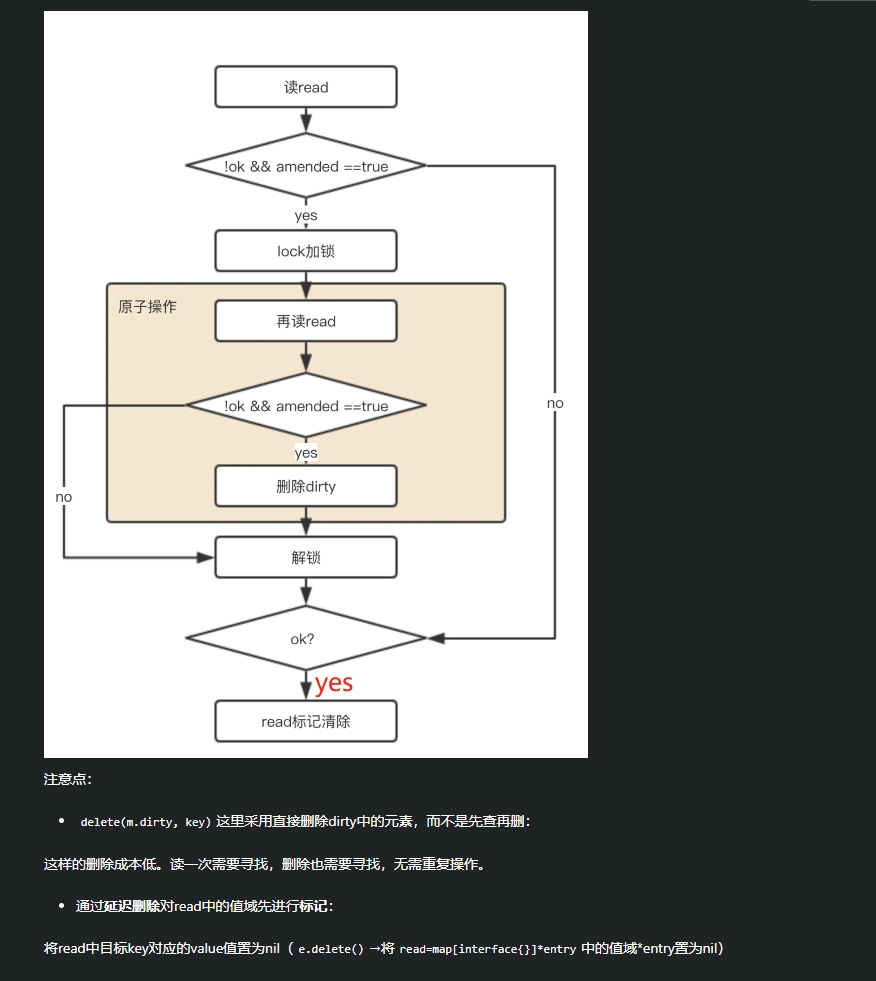 读read
!ok && amended ==true
yes
lock加锁
原子操作
再读read
!ok && amended ==true
no
yes
删除dirty
no
解锁
ok?
yes
read标记清除
注意点：
• delete(m.dirty, key) 这里采用直接删除dirty中的元素，而不是先查再删：
这样的删除成本低。读一次需要寻找，删除也需要寻找，无需重复操作。
• 通过延迟删除对read中的值域先进行标记：
将read中目标key对应的value值置为nil（ e.delete() →将 read=map[interface{}]*entry 中的值域*entry置为nil）